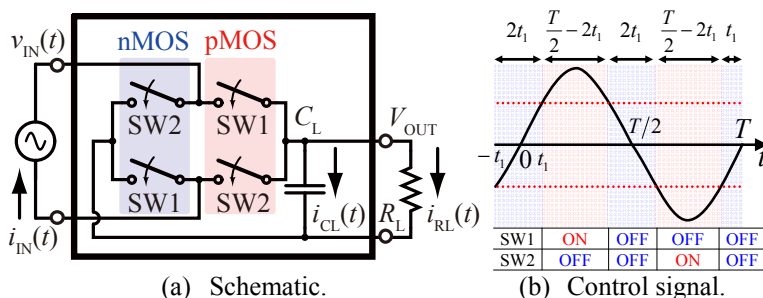 v_IN(t)
nMOS pMOS
SW2 SW1
C_L
V_OUT
SW1 SW2
i_IN(t)
i_CL(t)
R_L
i_RL(t)
(a) Schematic.
2t_1 T/2 − 2t_1 2t_1 T/2 − 2t_1 t_1
T/2 T
−t_1 0 t_1 t
SW1 ON OFF OFF OFF
SW2 OFF OFF ON OFF
(b) Control signal.